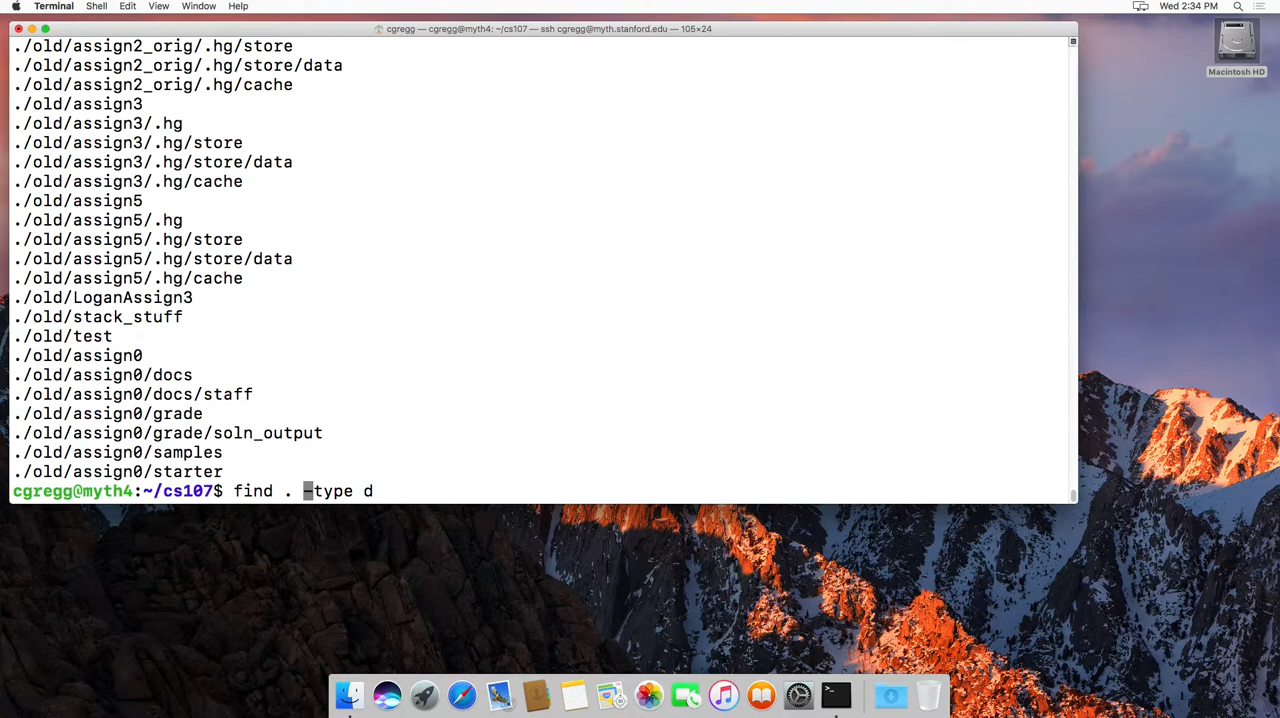 Terminal Shell Edit View Window Help Wed 2:34 PM
cgregg — cgregg@myth4: ~/cs107 — ssh cgregg@myth.stanford.edu — 105×24
Macintosh HD
./old/assign2_orig/.hg/store
./old/assign2_orig/.hg/store/data
./old/assign2_orig/.hg/cache
./old/assign3
./old/assign3/.hg
./old/assign3/.hg/store
./old/assign3/.hg/store/data
./old/assign3/.hg/cache
./old/assign5
./old/assign5/.hg
./old/assign5/.hg/store
./old/assign5/.hg/store/data
./old/assign5/.hg/cache
./old/LoganAssign3
./old/stack_stuff
./old/test
./old/assign0
./old/assign0/docs
./old/assign0/docs/staff
./old/assign0/grade
./old/assign0/grade/soln_output
./old/assign0/samples
./old/assign0/starter
cgregg@myth4:~/cs107$ find . -type d